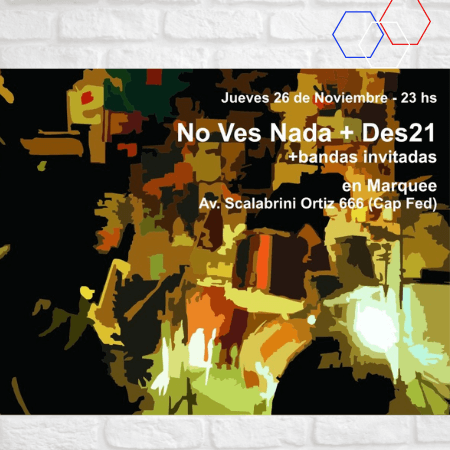 Jueves 26 de Noviembre - 23 hs
No Ves Nada + Des21
+bandas invitadas
en Marquee
Av. Scalabrini Ortiz 666 (Cap Fed)